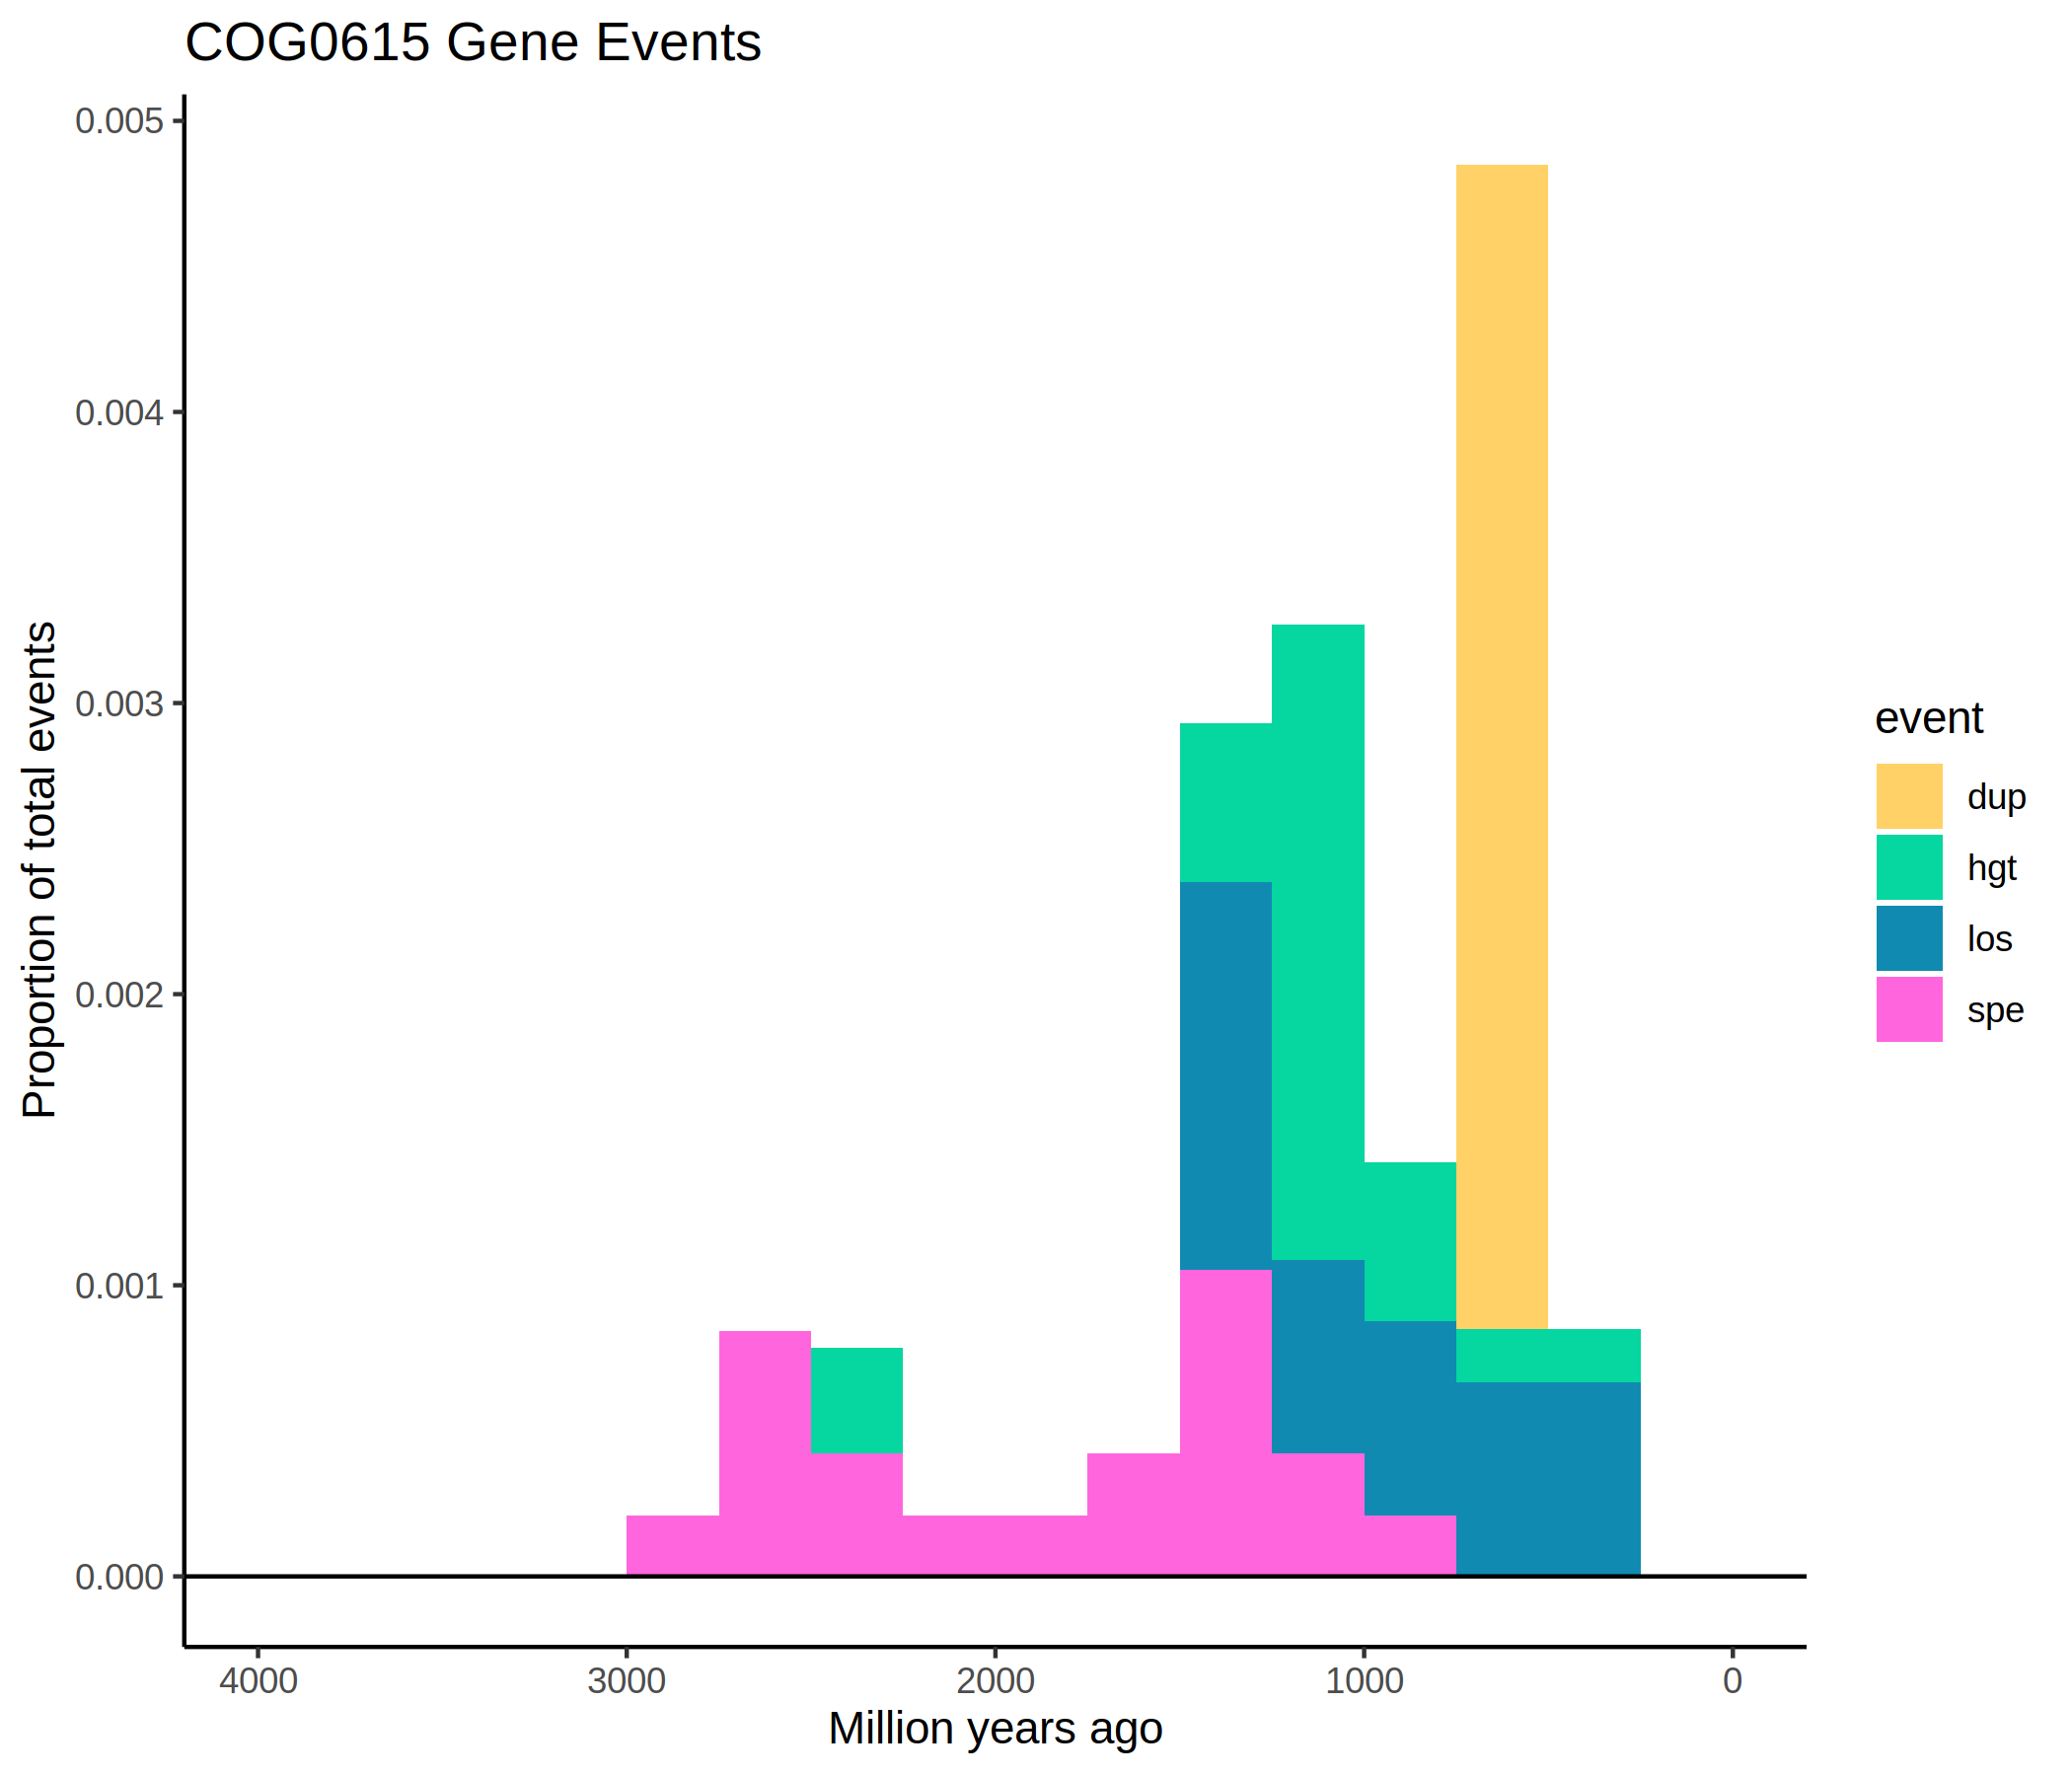 COG0615 Gene Events
Proportion of total events
0.005
0.004
0.003
0.002
0.001
0.000
4000 3000 2000 1000 0
Million years ago
event
dup
hgt
los
spe